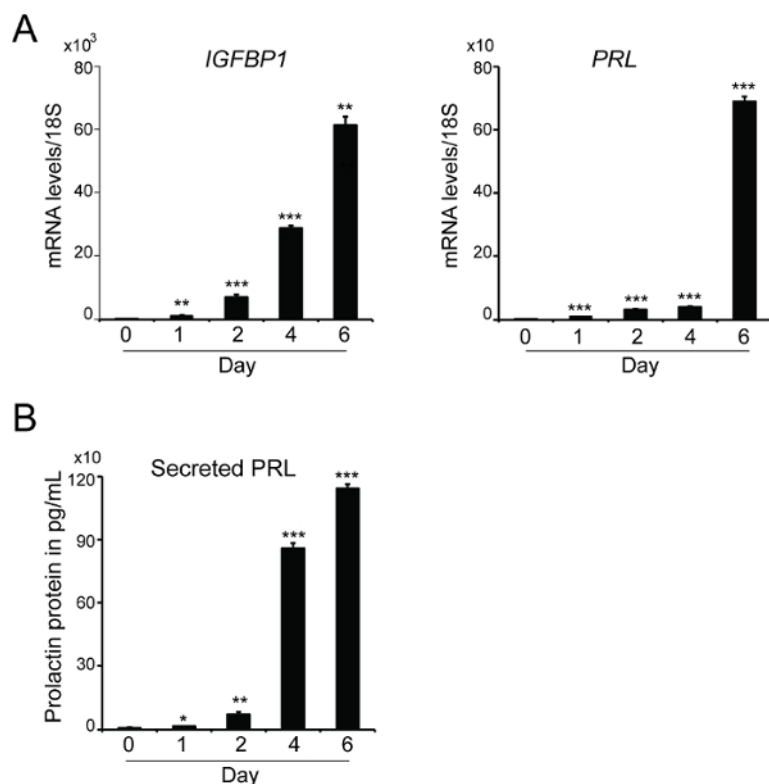 A
x10³
IGFBP1
mRNA levels/18S
80
60
40
20
0
** *** *** **
0 1 2 4 6
Day
x10
PRL
mRNA levels/18S
80
60
40
20
0
*** *** *** ***
0 1 2 4 6
Day
B
x10
Secreted PRL
Prolactin protein in pg/mL
120
90
60
30
0
* ** *** ***
0 1 2 4 6
Day